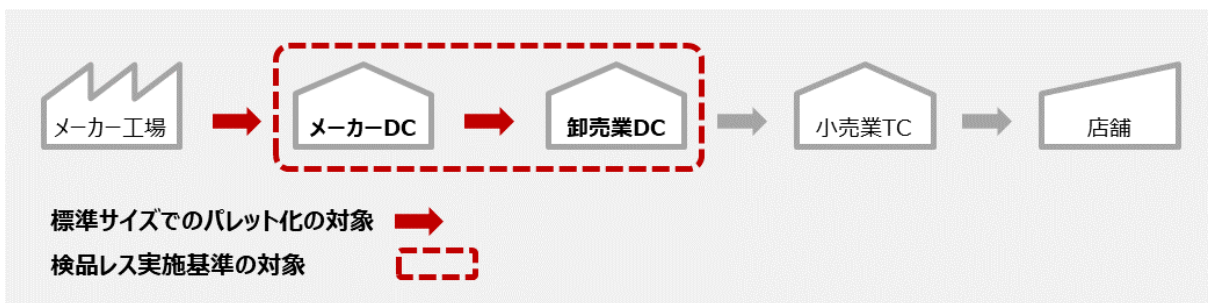 メーカー工場
メーカーDC
卸売業DC
小売業TC
店舗
標準サイズでのパレット化の対象
検品レス実施基準の対象